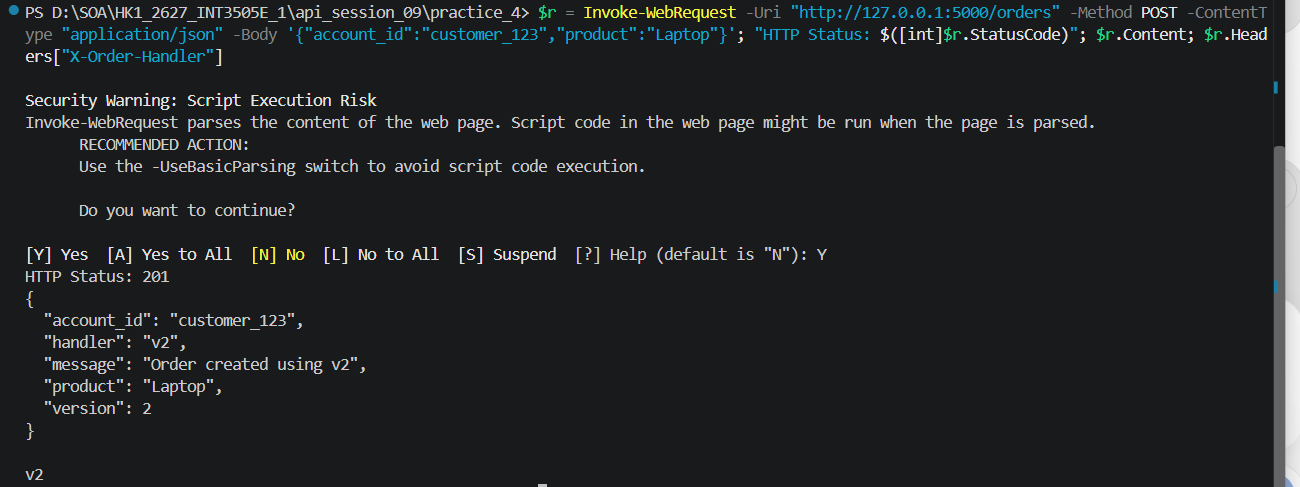 PS D:\SOA\HK1_2627_INT3505E_1\api_session_09\practice_4> $r = Invoke-WebRequest -Uri "http://127.0.0.1:5000/orders" -Method POST -ContentT
ype "application/json" -Body '{"account_id":"customer_123","product":"Laptop"}'; "HTTP Status: $([int]$r.StatusCode)"; $r.Content; $r.Head
ers["X-Order-Handler"]

Security Warning: Script Execution Risk
Invoke-WebRequest parses the content of the web page. Script code in the web page might be run when the page is parsed.
      RECOMMENDED ACTION:
      Use the -UseBasicParsing switch to avoid script code execution.

      Do you want to continue?

[Y] Yes  [A] Yes to All  [N] No  [L] No to All  [S] Suspend  [?] Help (default is "N"): Y
HTTP Status: 201
{
  "account_id": "customer_123",
  "handler": "v2",
  "message": "Order created using v2",
  "product": "Laptop",
  "version": 2
}

v2